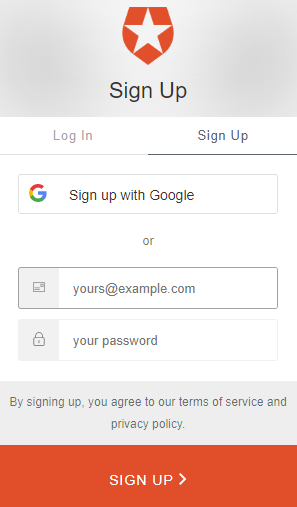 Sign Up
Log In
Sign Up
Sign up with Google
or
yours@example.com
your password
By signing up, you agree to our terms of service and
privacy policy.
SIGN UP